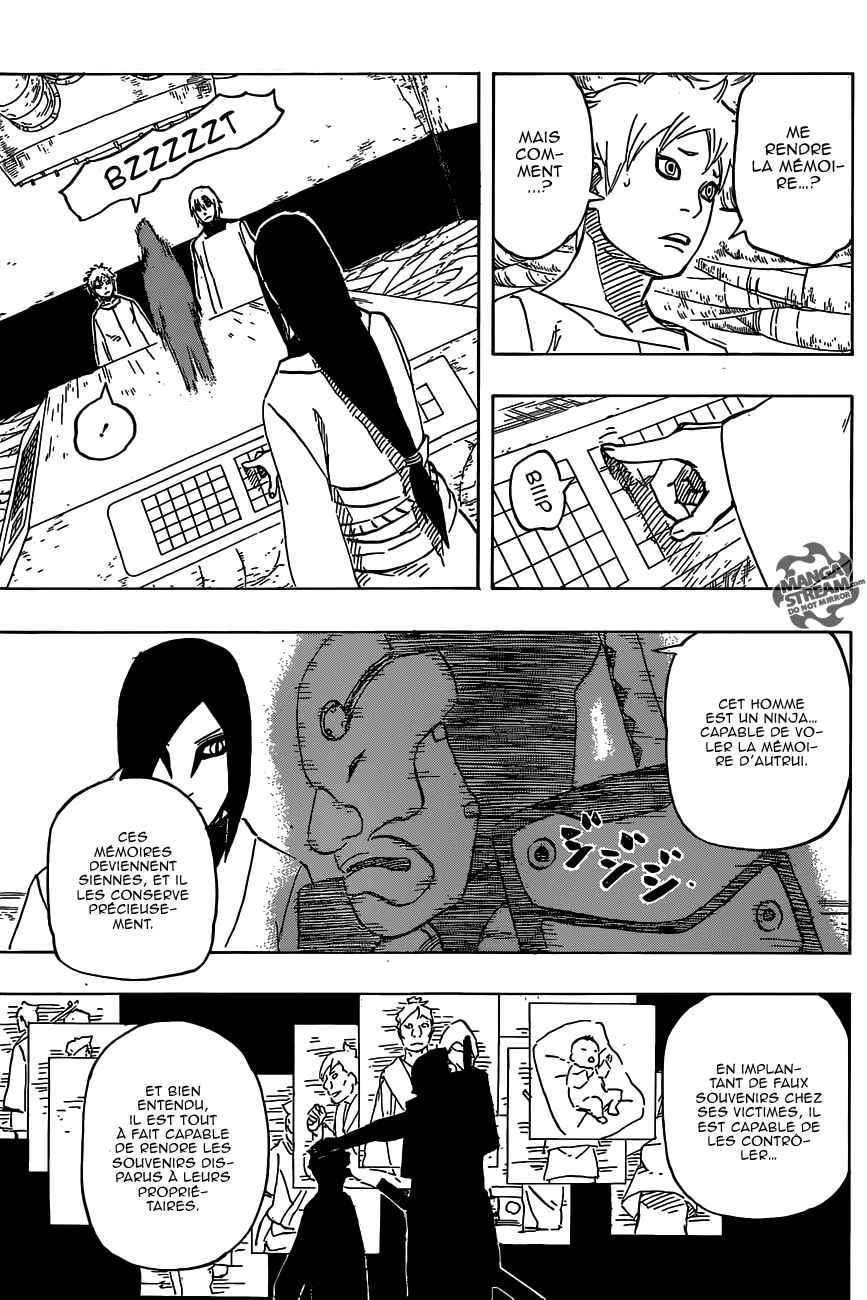 ME
RENDRE
LA MÉMOI-
RE...?
MAIS
COM-
MENT
...?
BIIIP
BZZZZZT
!
CET HOMME
EST UN NINJA...
CAPABLE DE VO-
LER LA MÉMOI-
RE D'AUTRUI.
ジジジ...
CES
MÉMOIRES
DEVIENNENT
SIENNES, ET IL
LES CONSERVE
PRÉCIEUSE-
MENT.
EN IMPLAN-
TANT DE FAUX
SOUVENIRS CHEZ
SES VICTIMES, IL
EST CAPABLE DE
LES CONTRÔ-
LER...
ET BIEN
ENTENDU,
IL EST TOUT
À FAIT CAPABLE
DE RENDRE LES
SOUVENIRS DIS-
PARUS À LEURS
PROPRIÉ-
TAIRES.
MANGA
STREAM.com
DO NOT MIRROR